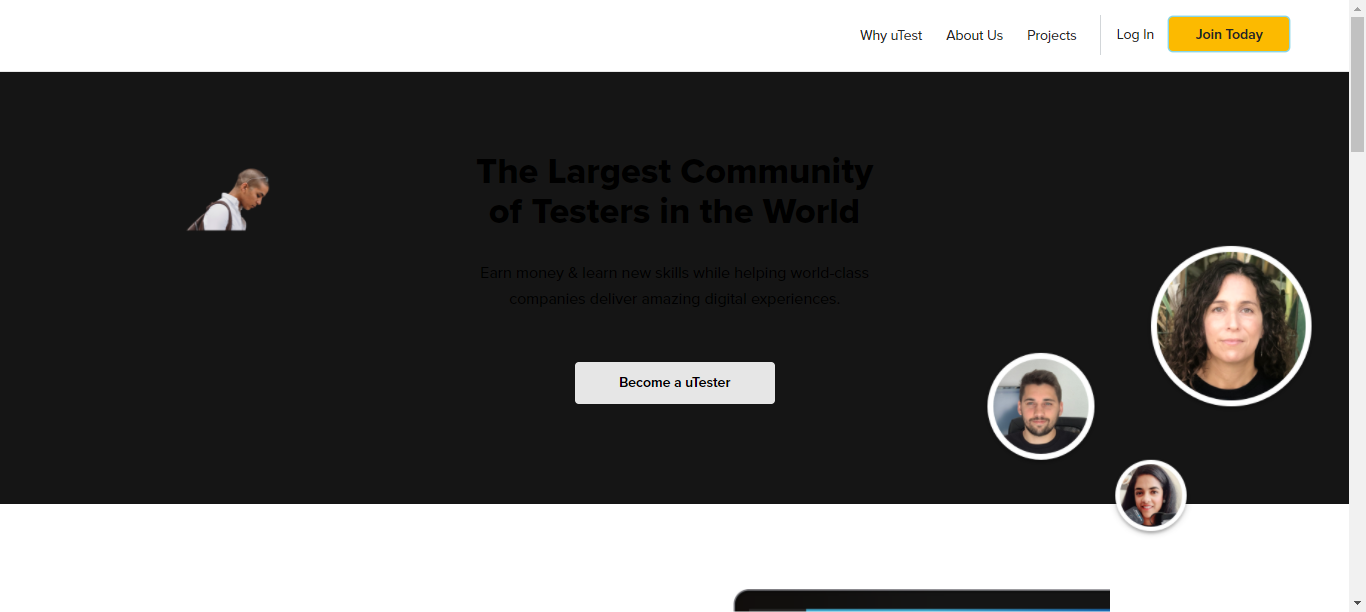 Why uTest About Us Projects Log In Join Today
The Largest Community
of Testers in the World
Earn money & learn new skills while helping world-class
companies deliver amazing digital experiences.
Become a uTester